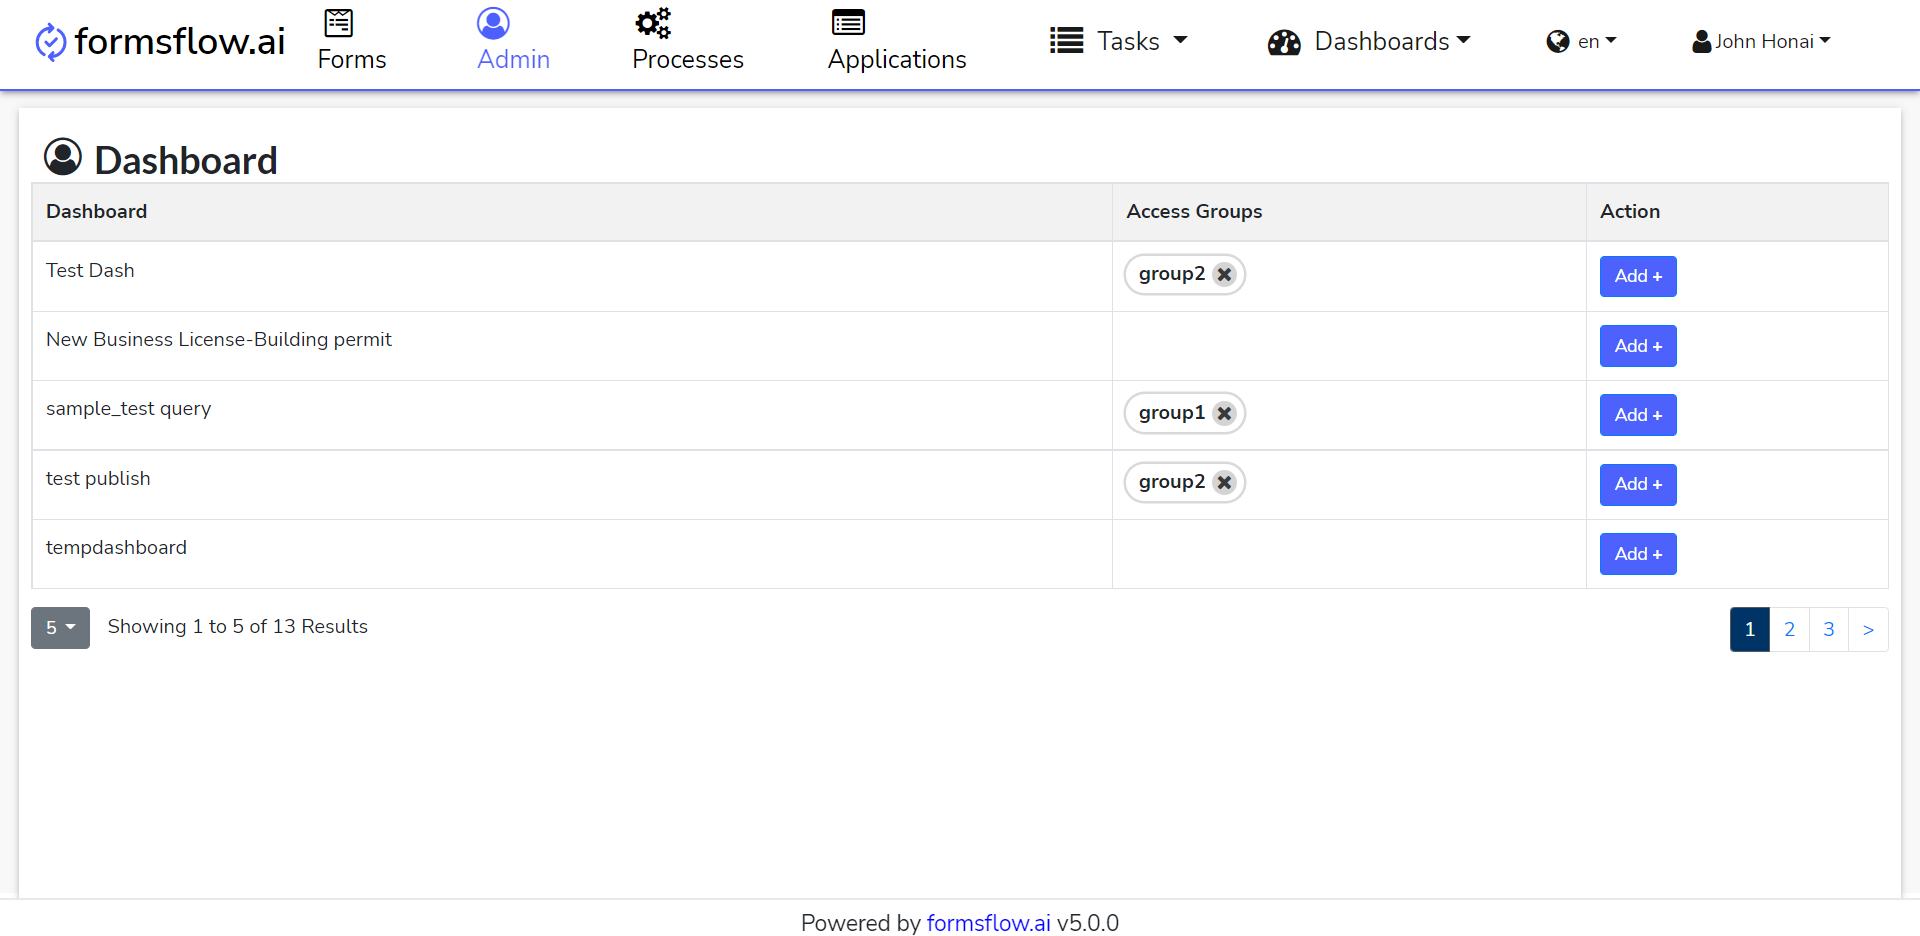 formsflow.ai
Forms
Admin
Processes
Applications
Tasks
Dashboards
en
John Honai
Dashboard
Dashboard Access Groups Action
Test Dash group2 Add +
New Business License-Building permit Add +
sample_test query group1 Add +
test publish group2 Add +
tempdashboard Add +
5 Showing 1 to 5 of 13 Results 1 2 3 >
Powered by formsflow.ai v5.0.0